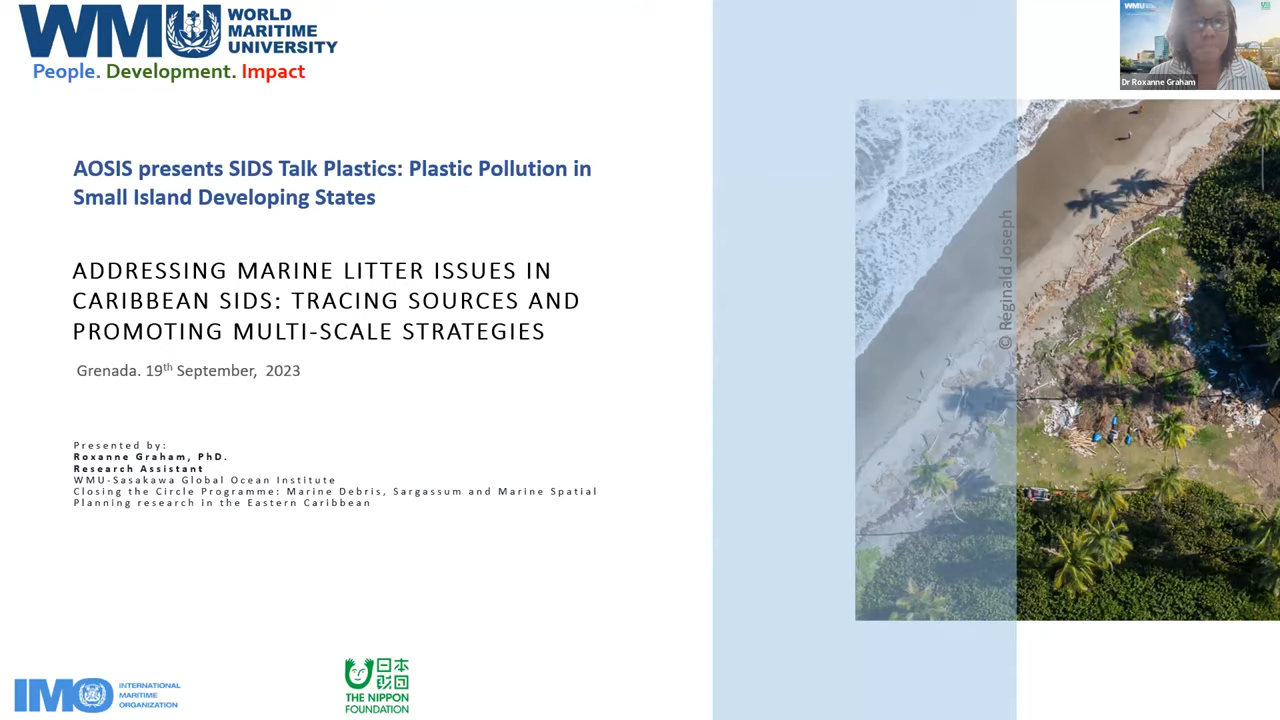 WMU
WORLD
MARITIME
UNIVERSITY
People. Development. Impact
AOSIS presents SIDS Talk Plastics: Plastic Pollution in
Small Island Developing States
ADDRESSING MARINE LITTER ISSUES IN
CARIBBEAN SIDS: TRACING SOURCES AND
PROMOTING MULTI-SCALE STRATEGIES
Grenada. 19th September, 2023
Presented by:
Roxanne Graham, PhD.
Research Assistant
WMU-Sasakawa Global Ocean Institute
Closing the Circle Programme: Marine Debris, Sargassum and Marine Spatial
Planning research in the Eastern Caribbean
IMO
INTERNATIONAL
MARITIME
ORGANIZATION
日本
財団
THE NIPPON
FOUNDATION
© Reginald Joseph
WMU
Dr Roxanne Graham